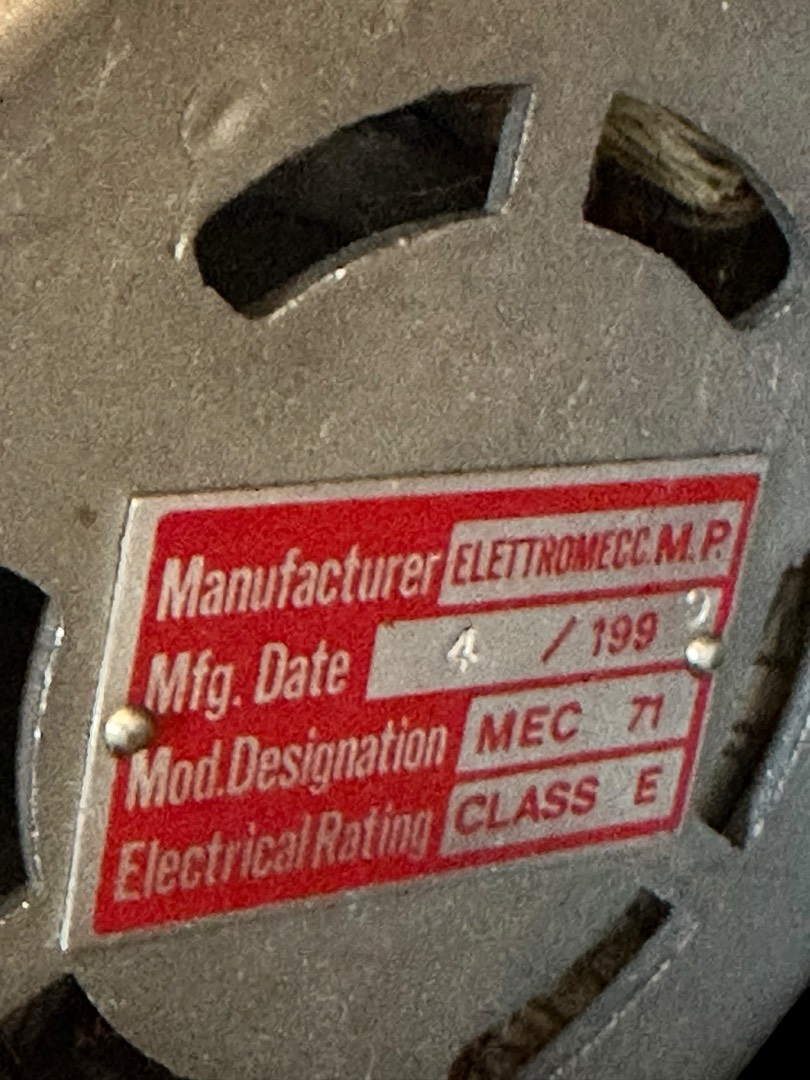 Manufacturer ELETTROMECC. M.P.
Mfg. Date 4 / 199
Mod. Designation MEC 71
Electrical Rating CLASS E